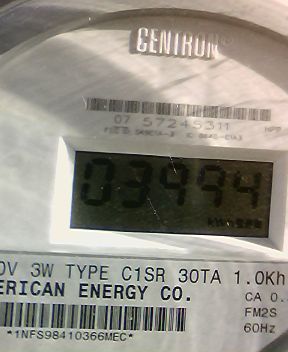 CENTRON
07 57245311
03994
0V 3W TYPE C1SR 30TA 1.0Kh
ERICAN ENERGY CO.
CA 0.
FM2S
60Hz
*1NFS98410366MEC*